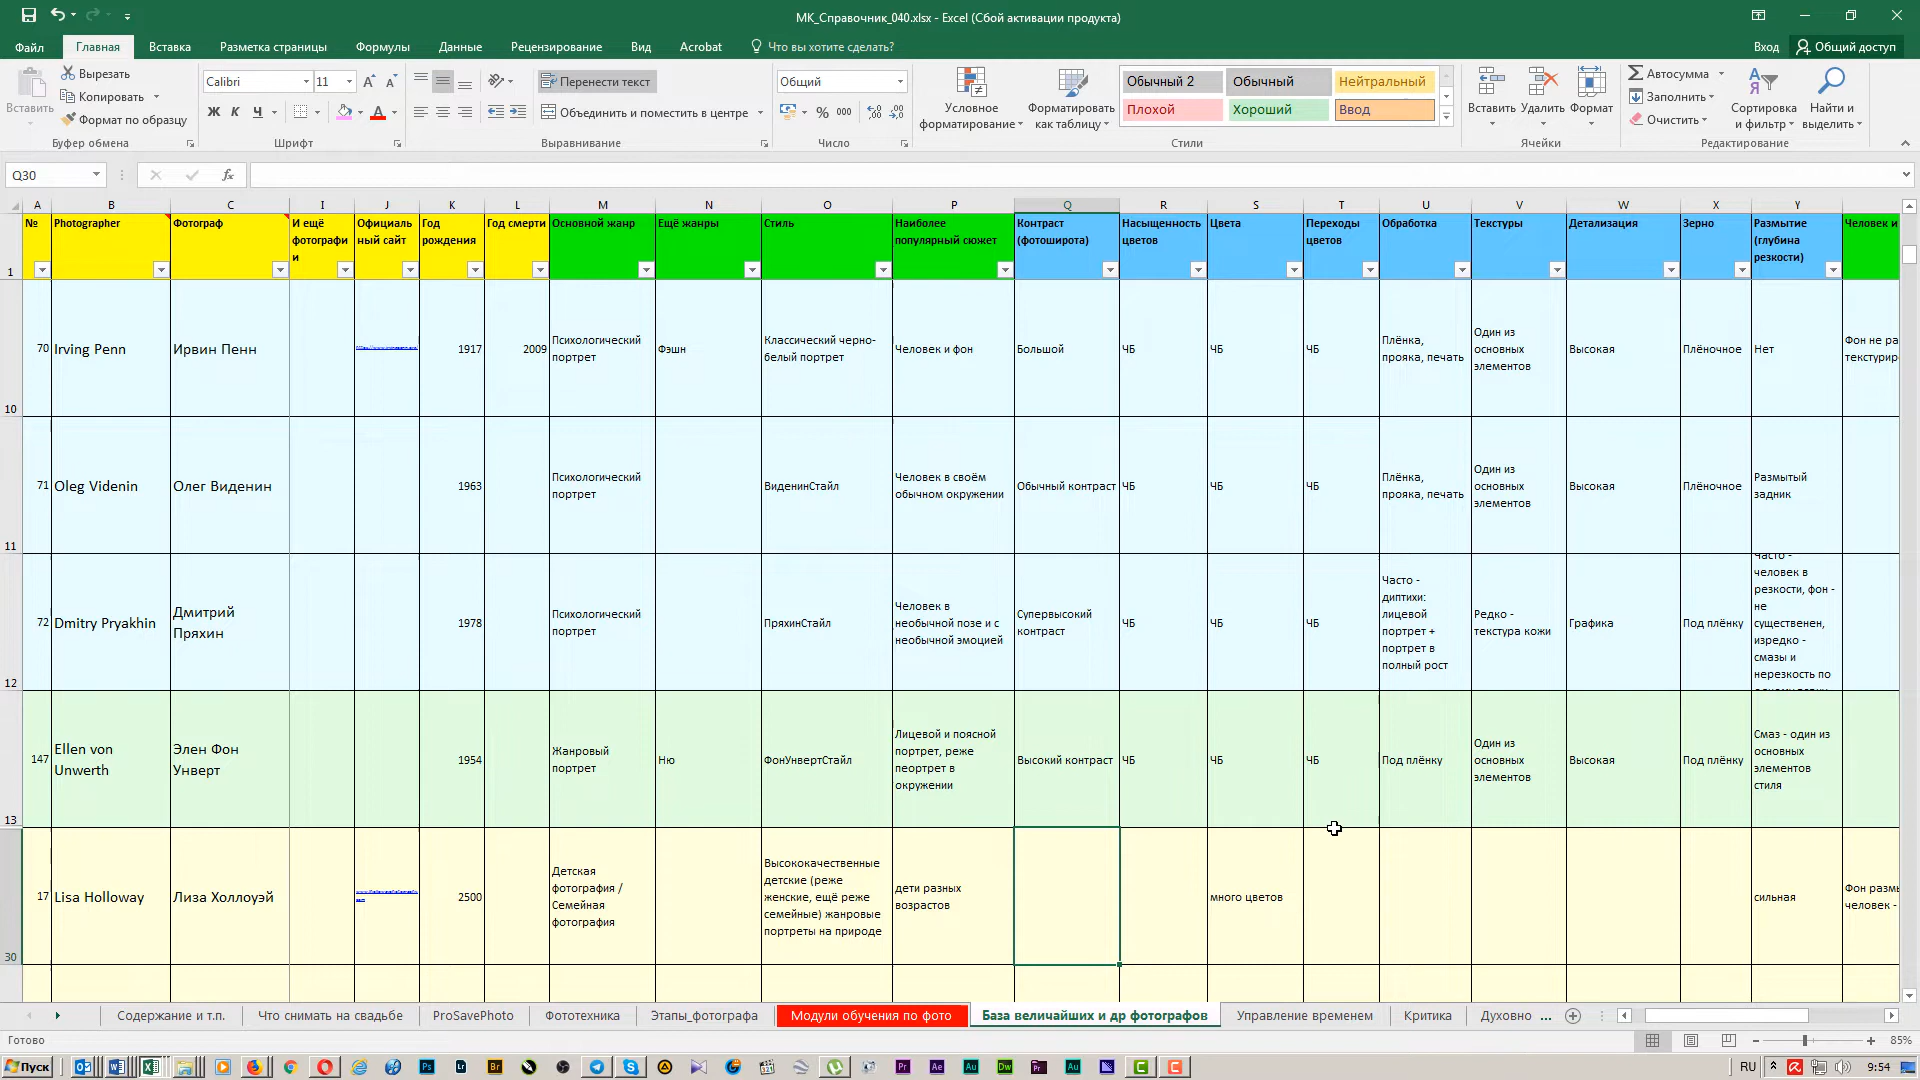 МК_Справочник_040.xlsx - Excel (Сбой активации продукта)
Файл Главная Вставка Разметка страницы Формулы Данные Рецензирование Вид Acrobat Что вы хотите сделать? Вход Общий доступ
Вставить
Вырезать
Копировать
Формат по образцу
Буфер обмена
Calibri 11
Ж К Ч
Шрифт
Перенести текст
Объединить и поместить в центре
Выравнивание
Общий
% 000
Число
Условное форматирование
Форматировать как таблицу
Обычный 2 Обычный Нейтральный
Плохой Хороший Ввод
Стили
Вставить Удалить Формат
Ячейки
Автосумма
Заполнить
Очистить
Сортировка и фильтр
Найти и выделить
Редактирование
Q30 fx
A B C I J K L M N O P Q R S T U V W X Y
1 № Photographer Фотограф И ещё фотографии Официальный сайт Год рождения Год смерти Основной жанр Ещё жанры Стиль Наиболее популярный сюжет Контраст (фотоширота) Насыщенность цветов Цвета Переходы цветов Обработка Текстуры Детализация Зерно Размытие (глубина резкости) Человек и
10 70 Irving Penn Ирвин Пенн 1917 2009 Психологический портрет Фэшн Классический черно-белый портрет Человек и фон Большой ЧБ ЧБ ЧБ Плёнка, прояка, печать Один из основных элементов Высокая Плёночное Нет Фон не ра текстурир
11 71 Oleg Videnin Олег Виденин 1963 Психологический портрет ВиденинСтайл Человек в своём обычном окружении Обычный контраст ЧБ ЧБ ЧБ Плёнка, прояка, печать Один из основных элементов Высокая Плёночное Размытый задник
12 72 Dmitry Pryakhin Дмитрий Пряхин 1978 Психологический портрет ПряхинСтайл Человек в необычной позе и с необычной эмоцией Супервысокий контраст ЧБ ЧБ ЧБ Часто - диптихи: лицевой портрет + портрет в полный рост Редко - текстура кожи Графика Под плёнку Часто - человек в резкости, фон - не существенен, изредко - смазы и нерезкость по
13 147 Ellen von Unwerth Элен Фон Унверт 1954 Жанровый портрет Ню ФонУнвертСтайл Лицевой и поясной портрет, реже пеортрет в окружении Высокий контраст ЧБ ЧБ ЧБ Под плёнку Один из основных элементов Высокая Под плёнку Смаз - один из основных элементов стиля
30 17 Lisa Holloway Лиза Холлоуэй 2500 Детская фотография / Семейная фотография Высококачественные детские (реже женские, ещё реже семейные) жанровые портреты на природе дети разных возрастов много цветов сильная Фон размы человек -
Содержание и т.п. Что снимать на свадьбе ProSavePhoto Фототехника Этапы_фотографа Модули обучения по фото База величайших и др фотографов Управление временем Критика Духовно ...
Готово 85%
Пуск RU 9:54